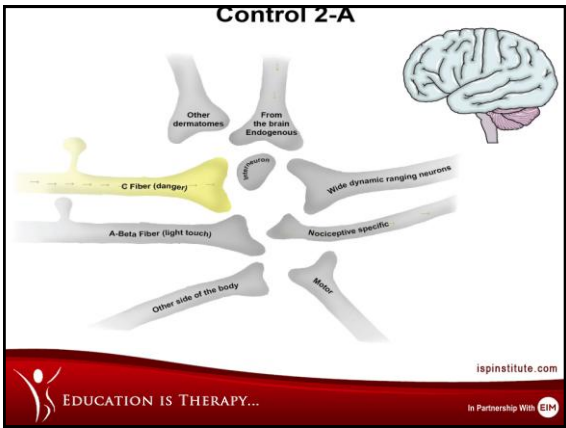 Control 2-A
Other
dermatomes
From
the brain
Endogenous
Interneuron
C Fiber (danger)
Wide dynamic ranging neurons
A-Beta Fiber (light touch)
Nociceptive specific
Other side of the body
Motor
ispinstitute.com
EDUCATION IS THERAPY...
In Partnership With EIM